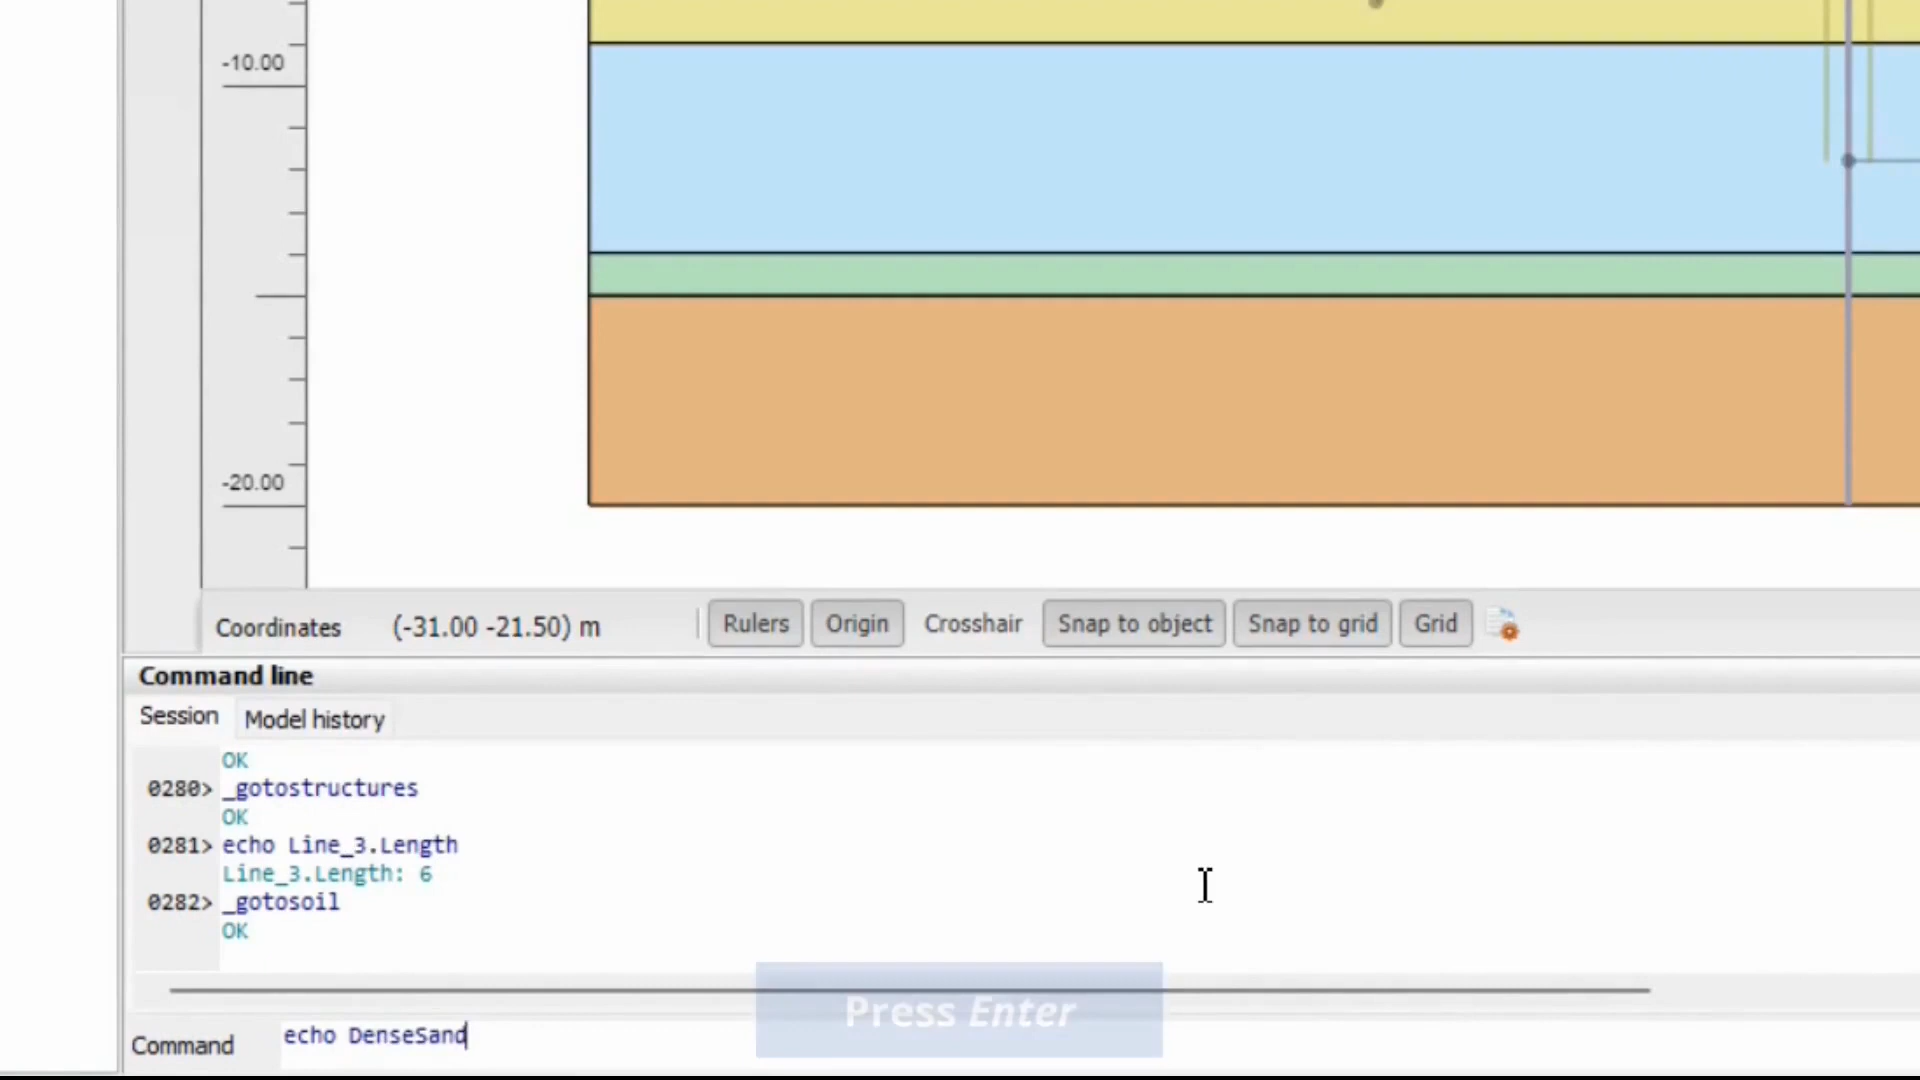 -10.00
-20.00
Coordinates (-31.00 -21.50) m Rulers Origin Crosshair Snap to object Snap to grid Grid
Command line
Session Model history
OK
0280> _gotostructures
OK
0281> echo Line_3.Length
Line_3.Length: 6
0282> _gotosoil
OK
Press Enter
Command echo DenseSand